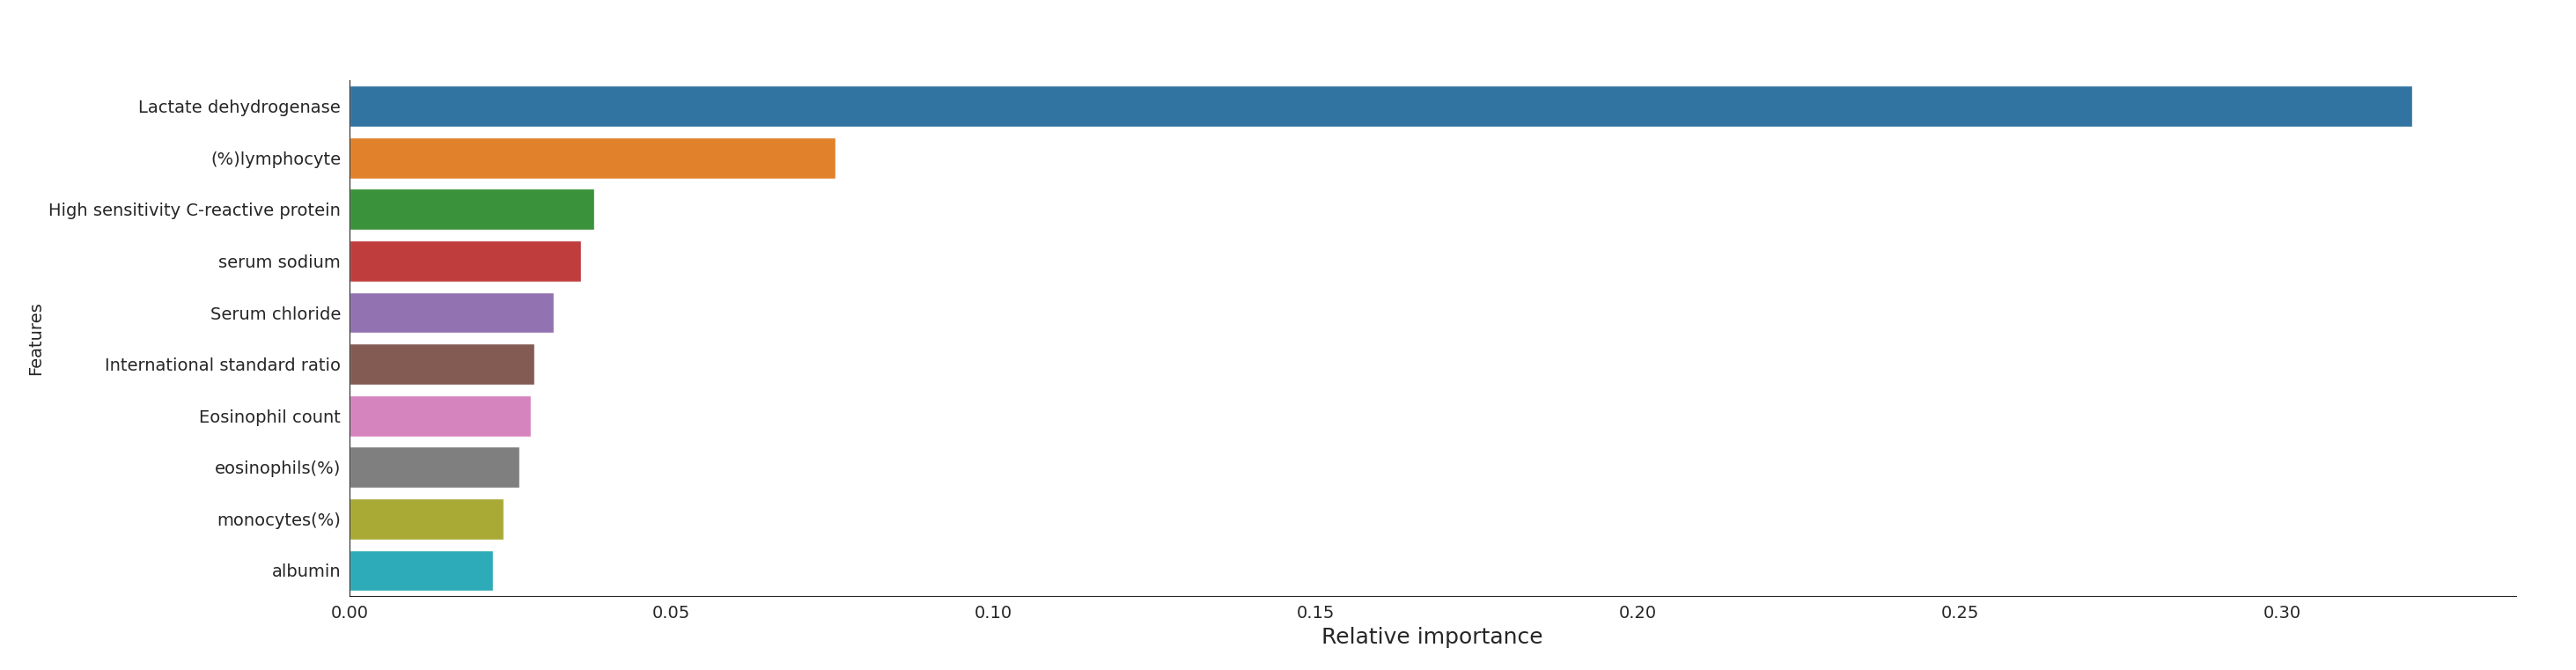 Lactate dehydrogenase
(%)lymphocyte
High sensitivity C-reactive protein
serum sodium
Serum chloride
International standard ratio
Eosinophil count
eosinophils(%)
monocytes(%)
albumin
Features
0.00 0.05 0.10 0.15 0.20 0.25 0.30
Relative importance